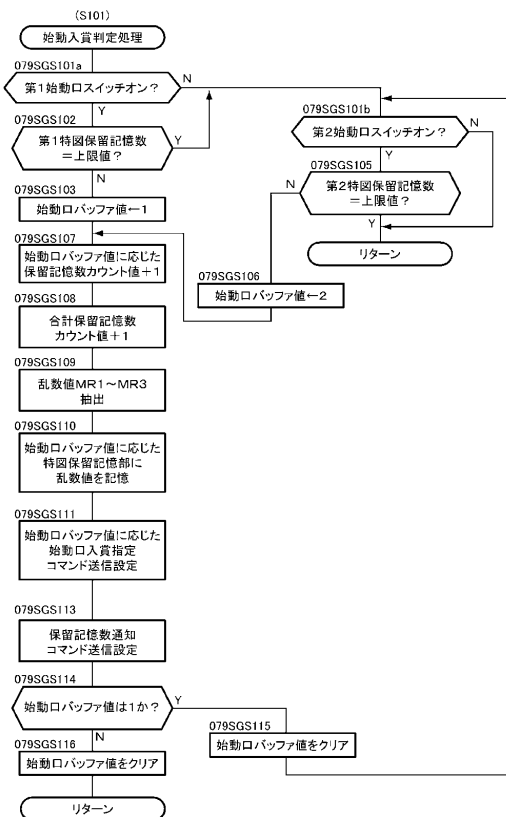 (S101)
始動入賞判定処理
079SGS101a
第1始動口スイッチオン?
N
Y
079SGS102
第1特図保留記憶数
=上限値?
Y
N
079SGS103
始動口バッファ値←1
079SGS107
始動口バッファ値に応じた
保留記憶数カウント値+1
079SGS108
合計保留記憶数
カウント値+1
079SGS109
乱数値MR1~MR3
抽出
079SGS110
始動口バッファ値に応じた
特図保留記憶部に
乱数値を記憶
079SGS111
始動口バッファ値に応じた
始動口入賞指定
コマンド送信設定
079SGS113
保留記憶数通知
コマンド送信設定
079SGS114
始動口バッファ値は1か?
Y
N
079SGS116
始動口バッファ値をクリア
リターン
079SGS115
始動口バッファ値をクリア
079SGS101b
第2始動口スイッチオン?
N
Y
079SGS105
N
第2特図保留記憶数
=上限値?
Y
リターン
079SGS106
始動口バッファ値←2